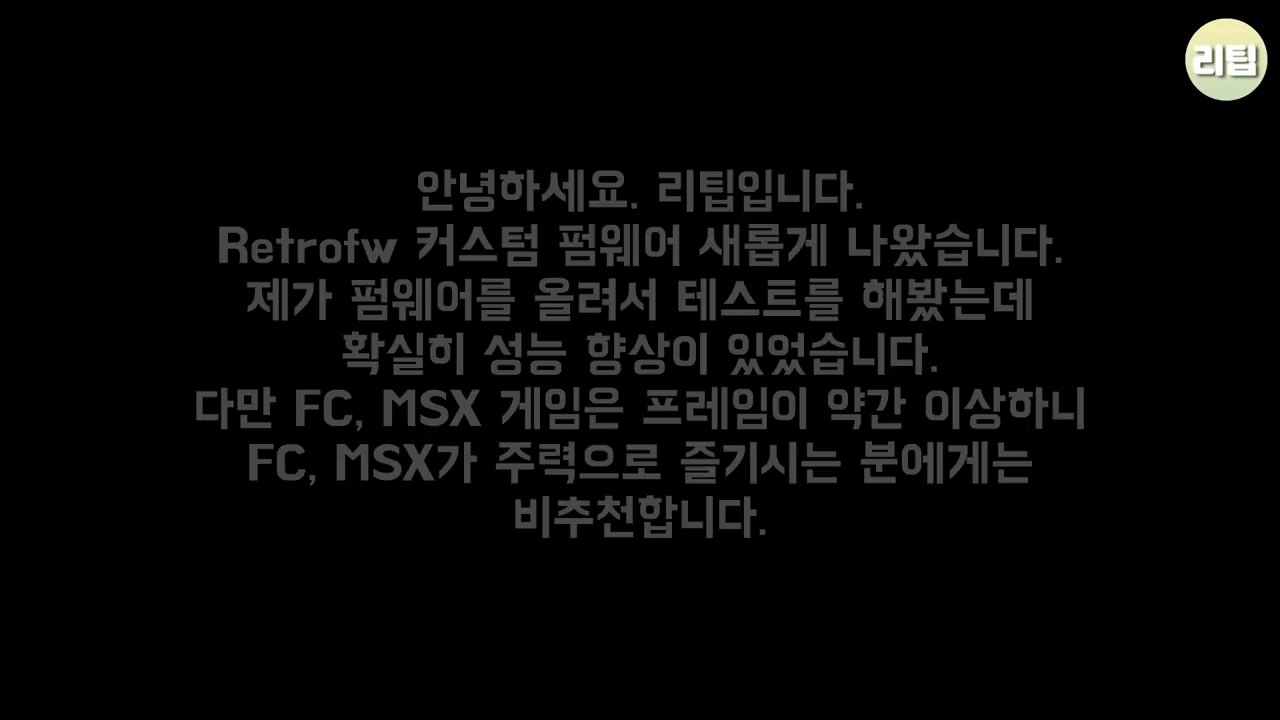 리팁
안녕하세요. 리팁입니다.
Retrofw 커스텀 펌웨어 새롭게 나왔습니다.
제가 펌웨어를 올려서 테스트를 해봤는데
확실히 성능 향상이 있었습니다.
다만 FC, MSX 게임은 프레임이 약간 이상하니
FC, MSX가 주력으로 즐기시는 분에게는
비추천합니다.